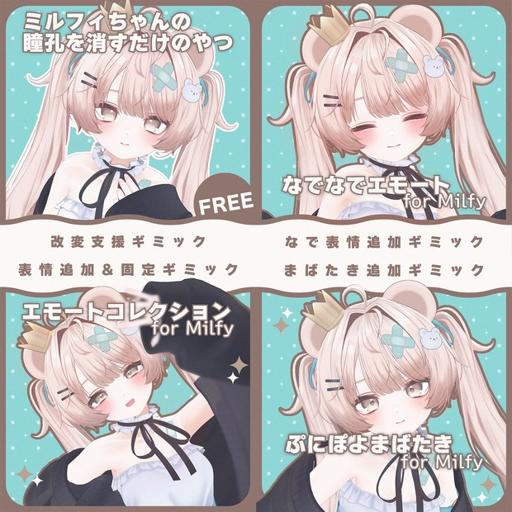 ミルフィちゃんの
瞳孔を消すだけのやつ
FREE
なでなでエモート
for Milfy
改変支援ギミック
表情追加&固定ギミック
なで表情追加ギミック
まばたき追加ギミック
エモートコレクション
for Milfy
ぷにぽよまばたき
for Milfy